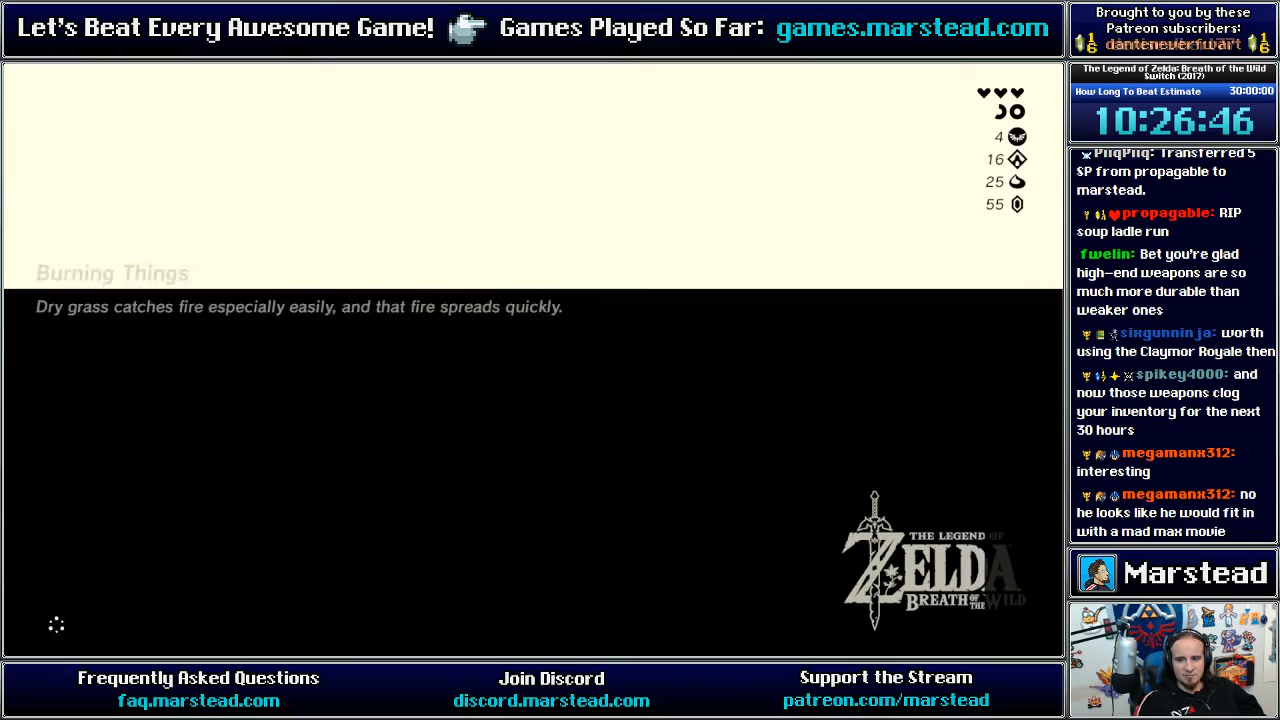 Let's Beat Every Awesome Game!
Games Played So Far: games.marstead.com
Brought to you by these
Patreon subscribers:
The Legend of Zelda: Breath of the Wild
Switch (2017)
How Long To Beat Estimate 30:00:00
10:26:46
4
16
25
55
Burning Things
Dry grass catches fire especially easily, and that fire spreads quickly.
THE LEGEND OF
ZELDA
BREATH OF THE WILD
PiiqPiiq: Transferred 5
SP from propagable to
marstead.
propagable: RIP
soup ladle run
fwelin: Bet you're glad
high-end weapons are so
much more durable than
weaker ones
sixgunninja: worth
using the Claymor Royale then
spikey4000: and
now those weapons clog
your inventory for the next
30 hours
megamanx312:
interesting
megamanx312: no
he looks like he would fit in
with a mad max movie
Marstead
Frequently Asked Questions
faq.marstead.com
Join Discord
discord.marstead.com
Support the Stream
patreon.com/marstead